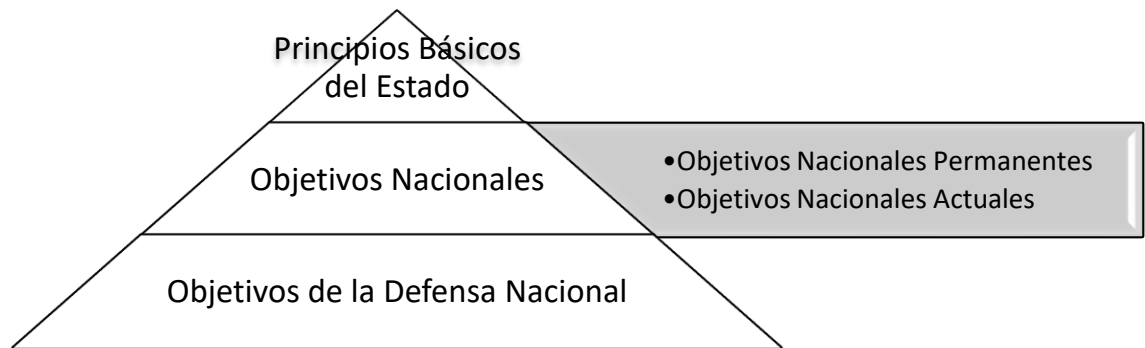 Principios Básicos
del Estado
Objetivos Nacionales
•Objetivos Nacionales Permanentes
•Objetivos Nacionales Actuales
Objetivos de la Defensa Nacional